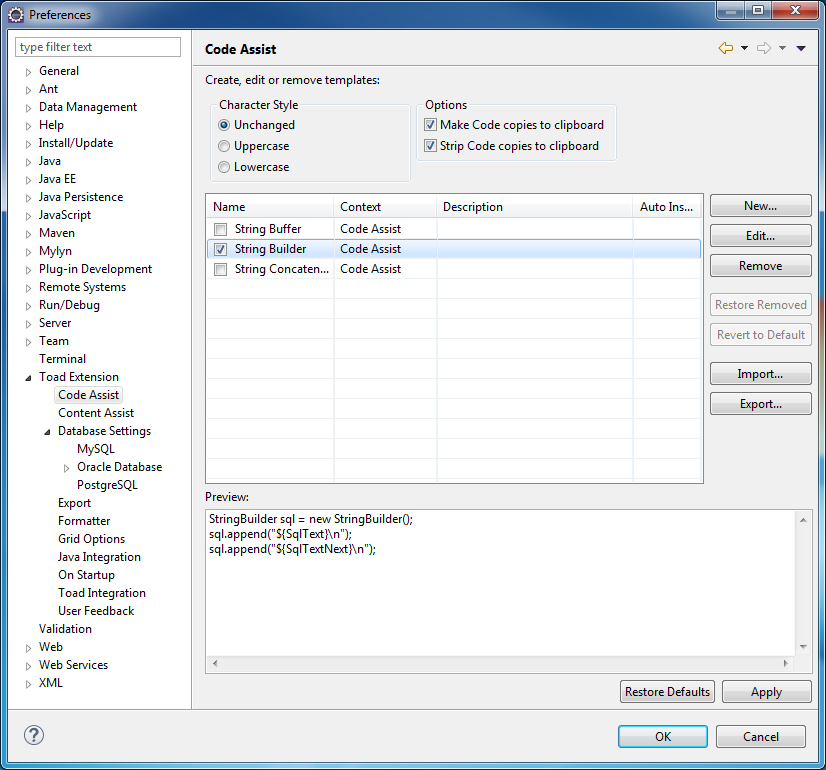 Preferences
type filter text
General
Ant
Data Management
Help
Install/Update
Java
Java EE
Java Persistence
JavaScript
Maven
Mylyn
Plug-in Development
Remote Systems
Run/Debug
Server
Team
Terminal
Toad Extension
Code Assist
Content Assist
Database Settings
MySQL
Oracle Database
PostgreSQL
Export
Formatter
Grid Options
Java Integration
On Startup
Toad Integration
User Feedback
Validation
Web
Web Services
XML
Code Assist
Create, edit or remove templates:
Character Style
Unchanged
Uppercase
Lowercase
Options
Make Code copies to clipboard
Strip Code copies to clipboard
Name Context Description Auto Ins...
String Buffer Code Assist
String Builder Code Assist
String Concaten... Code Assist
New...
Edit...
Remove
Restore Removed
Revert to Default
Import...
Export...
Preview:
StringBuilder sql = new StringBuilder();
sql.append("${SqlText}\n");
sql.append("${SqlTextNext}\n");
Restore Defaults Apply
? OK Cancel